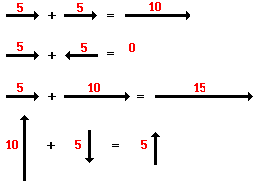 5 + 5 = 10
5 + 5 = 0
5 + 10 = 15
10 + 5 = 5